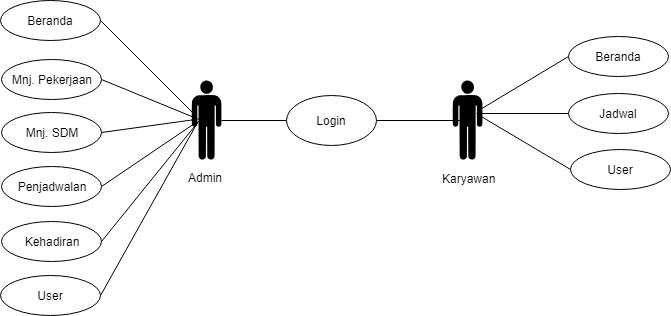 Beranda
Mnj. Pekerjaan
Mnj. SDM
Penjadwalan
Kehadiran
User
Admin
Login
Karyawan
Beranda
Jadwal
User